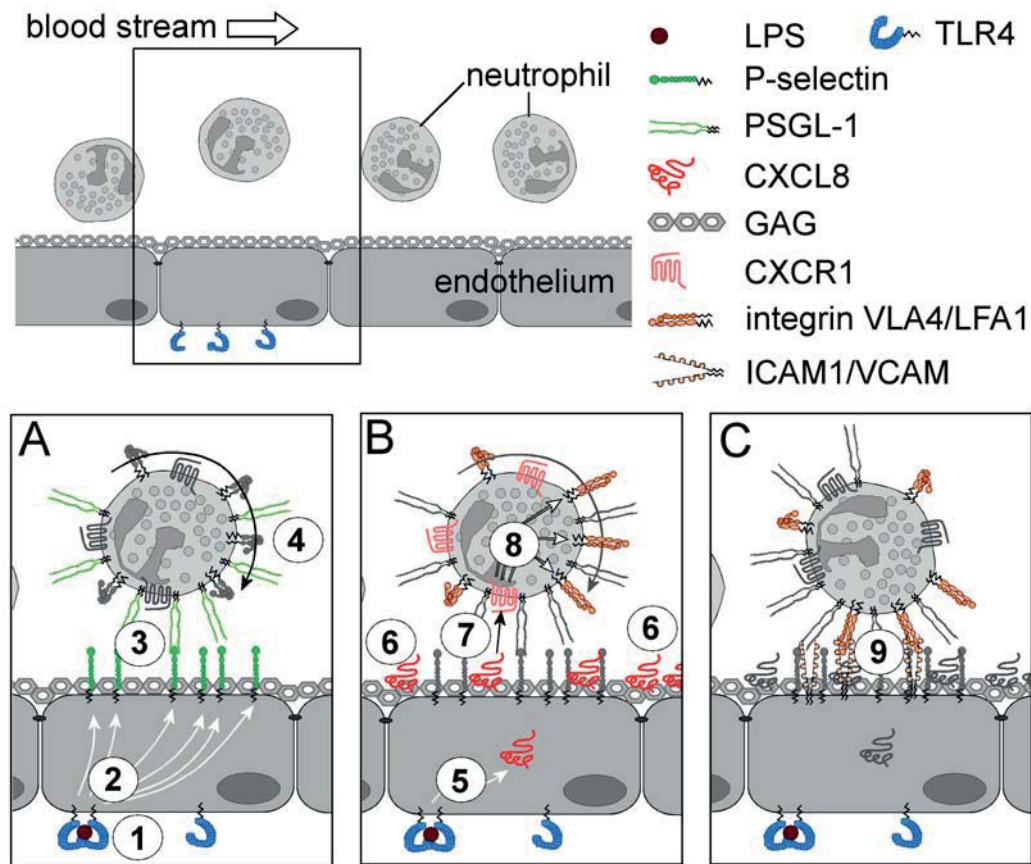 blood stream
neutrophil
endothelium
LPS
TLR4
P-selectin
PSGL-1
CXCL8
GAG
CXCR1
integrin VLA4/LFA1
ICAM1/VCAM
A
4
3
2
1
B
8
6
7
6
5
C
9